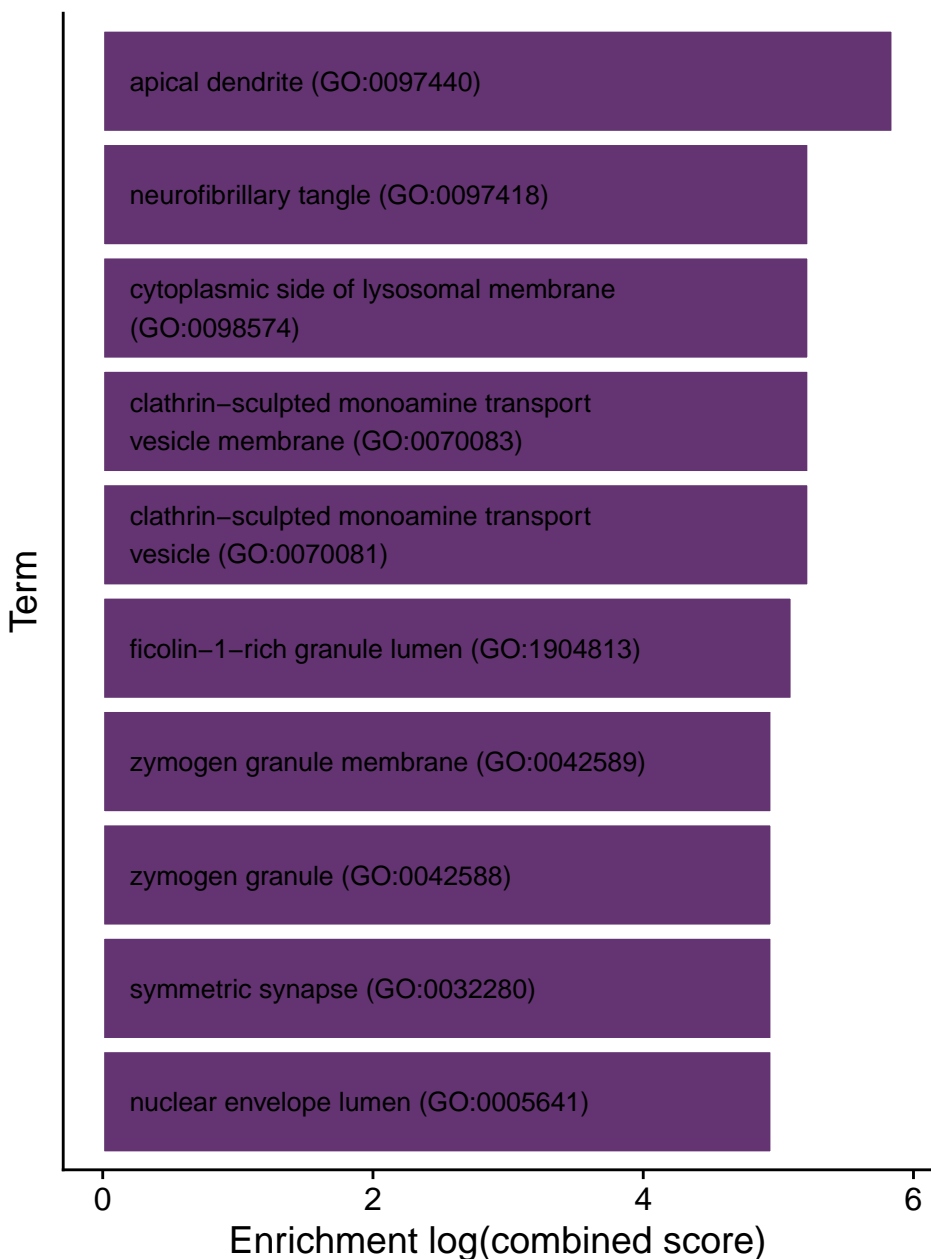 apical dendrite (GO:0097440)
neurofibrillary tangle (GO:0097418)
cytoplasmic side of lysosomal membrane
(GO:0098574)
clathrin−sculpted monoamine transport
vesicle membrane (GO:0070083)
clathrin−sculpted monoamine transport
vesicle (GO:0070081)
ficolin−1−rich granule lumen (GO:1904813)
zymogen granule membrane (GO:0042589)
zymogen granule (GO:0042588)
symmetric synapse (GO:0032280)
nuclear envelope lumen (GO:0005641)
Term
0 2 4 6
Enrichment log(combined score)